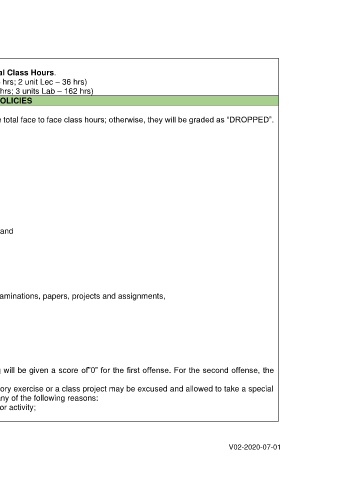 al Class Hours.
hrs; 2 unit Lec – 36 hrs)
hrs; 3 units Lab – 162 hrs)
OLICIES
total face to face class hours; otherwise, they will be graded as “DROPPED”.
and
aminations, papers, projects and assignments,
will be given a score of“0” for the first offense. For the second offense, the
ory exercise or a class project may be excused and allowed to take a special
ny of the following reasons;
or activity;
V02-2020-07-01